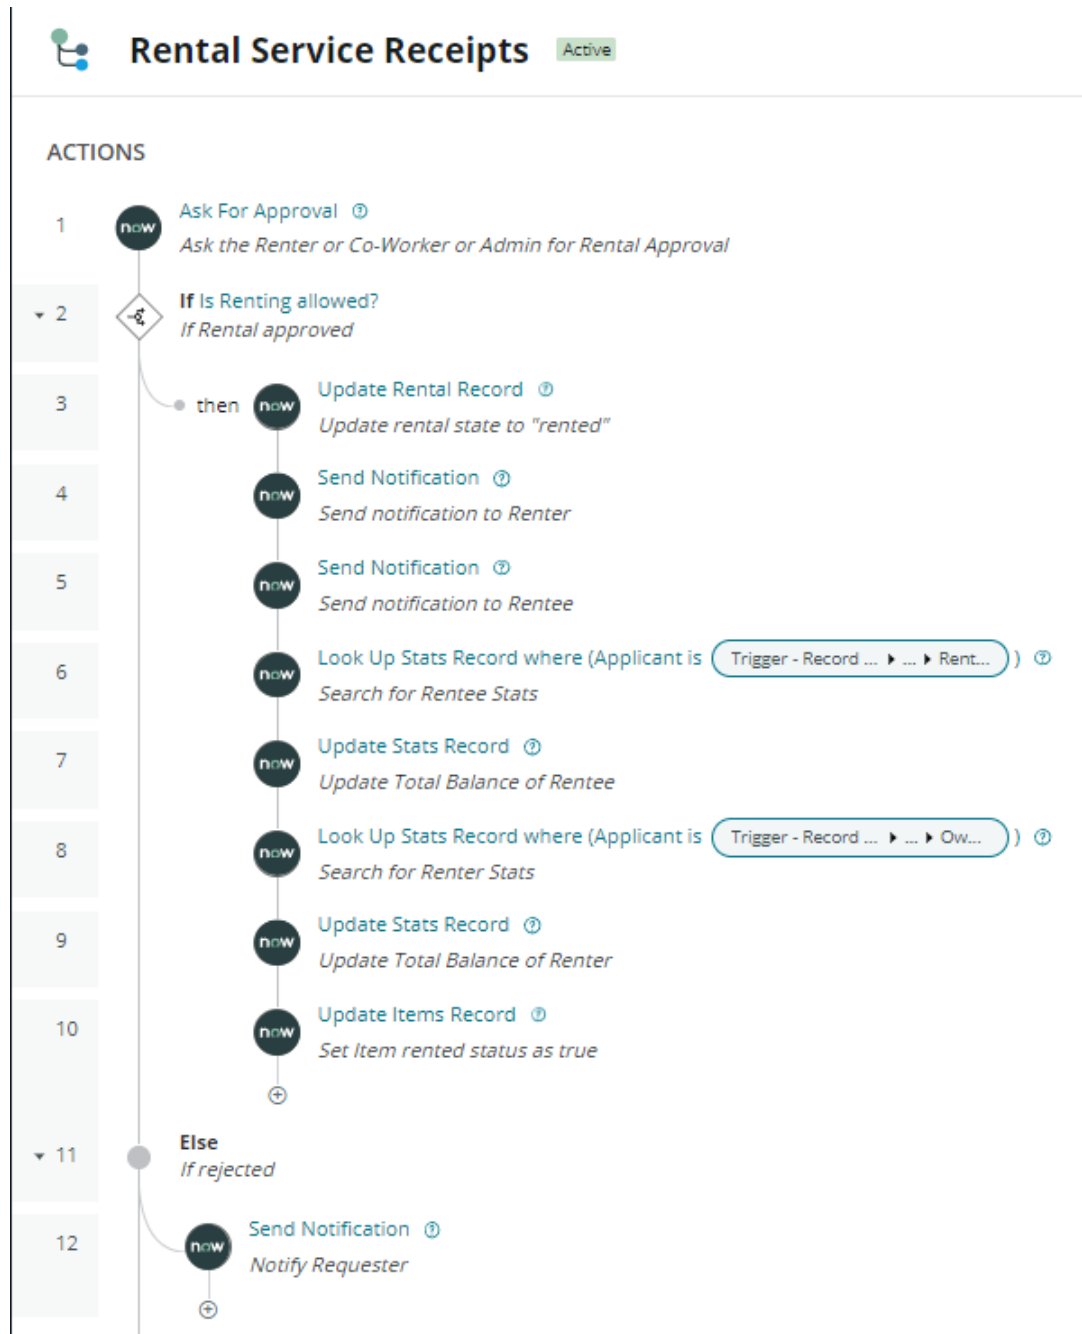 Rental Service Receipts Active
ACTIONS
1 now Ask For Approval
Ask the Renter or Co-Worker or Admin for Rental Approval
2 If Is Renting allowed?
If Rental approved
3 then now Update Rental Record
Update rental state to "rented"
4 now Send Notification
Send notification to Renter
5 now Send Notification
Send notification to Rentee
6 now Look Up Stats Record where (Applicant is Trigger - Record ... ▸ ... ▸ Rent... )
Search for Rentee Stats
7 now Update Stats Record
Update Total Balance of Rentee
8 now Look Up Stats Record where (Applicant is Trigger - Record ... ▸ ... ▸ Ow... )
Search for Renter Stats
9 now Update Stats Record
Update Total Balance of Renter
10 now Update Items Record
Set Item rented status as true
11 Else
If rejected
12 now Send Notification
Notify Requester